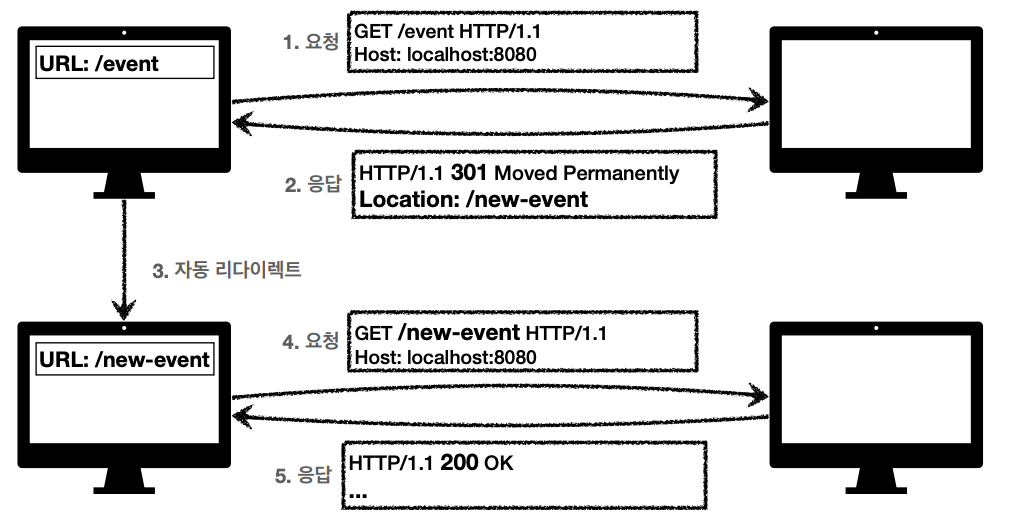 URL: /event
1. 요청
GET /event HTTP/1.1
Host: localhost:8080
2. 응답
HTTP/1.1 301 Moved Permanently
Location: /new-event
3. 자동 리다이렉트
URL: /new-event
4. 요청
GET /new-event HTTP/1.1
Host: localhost:8080
5. 응답
HTTP/1.1 200 OK
...